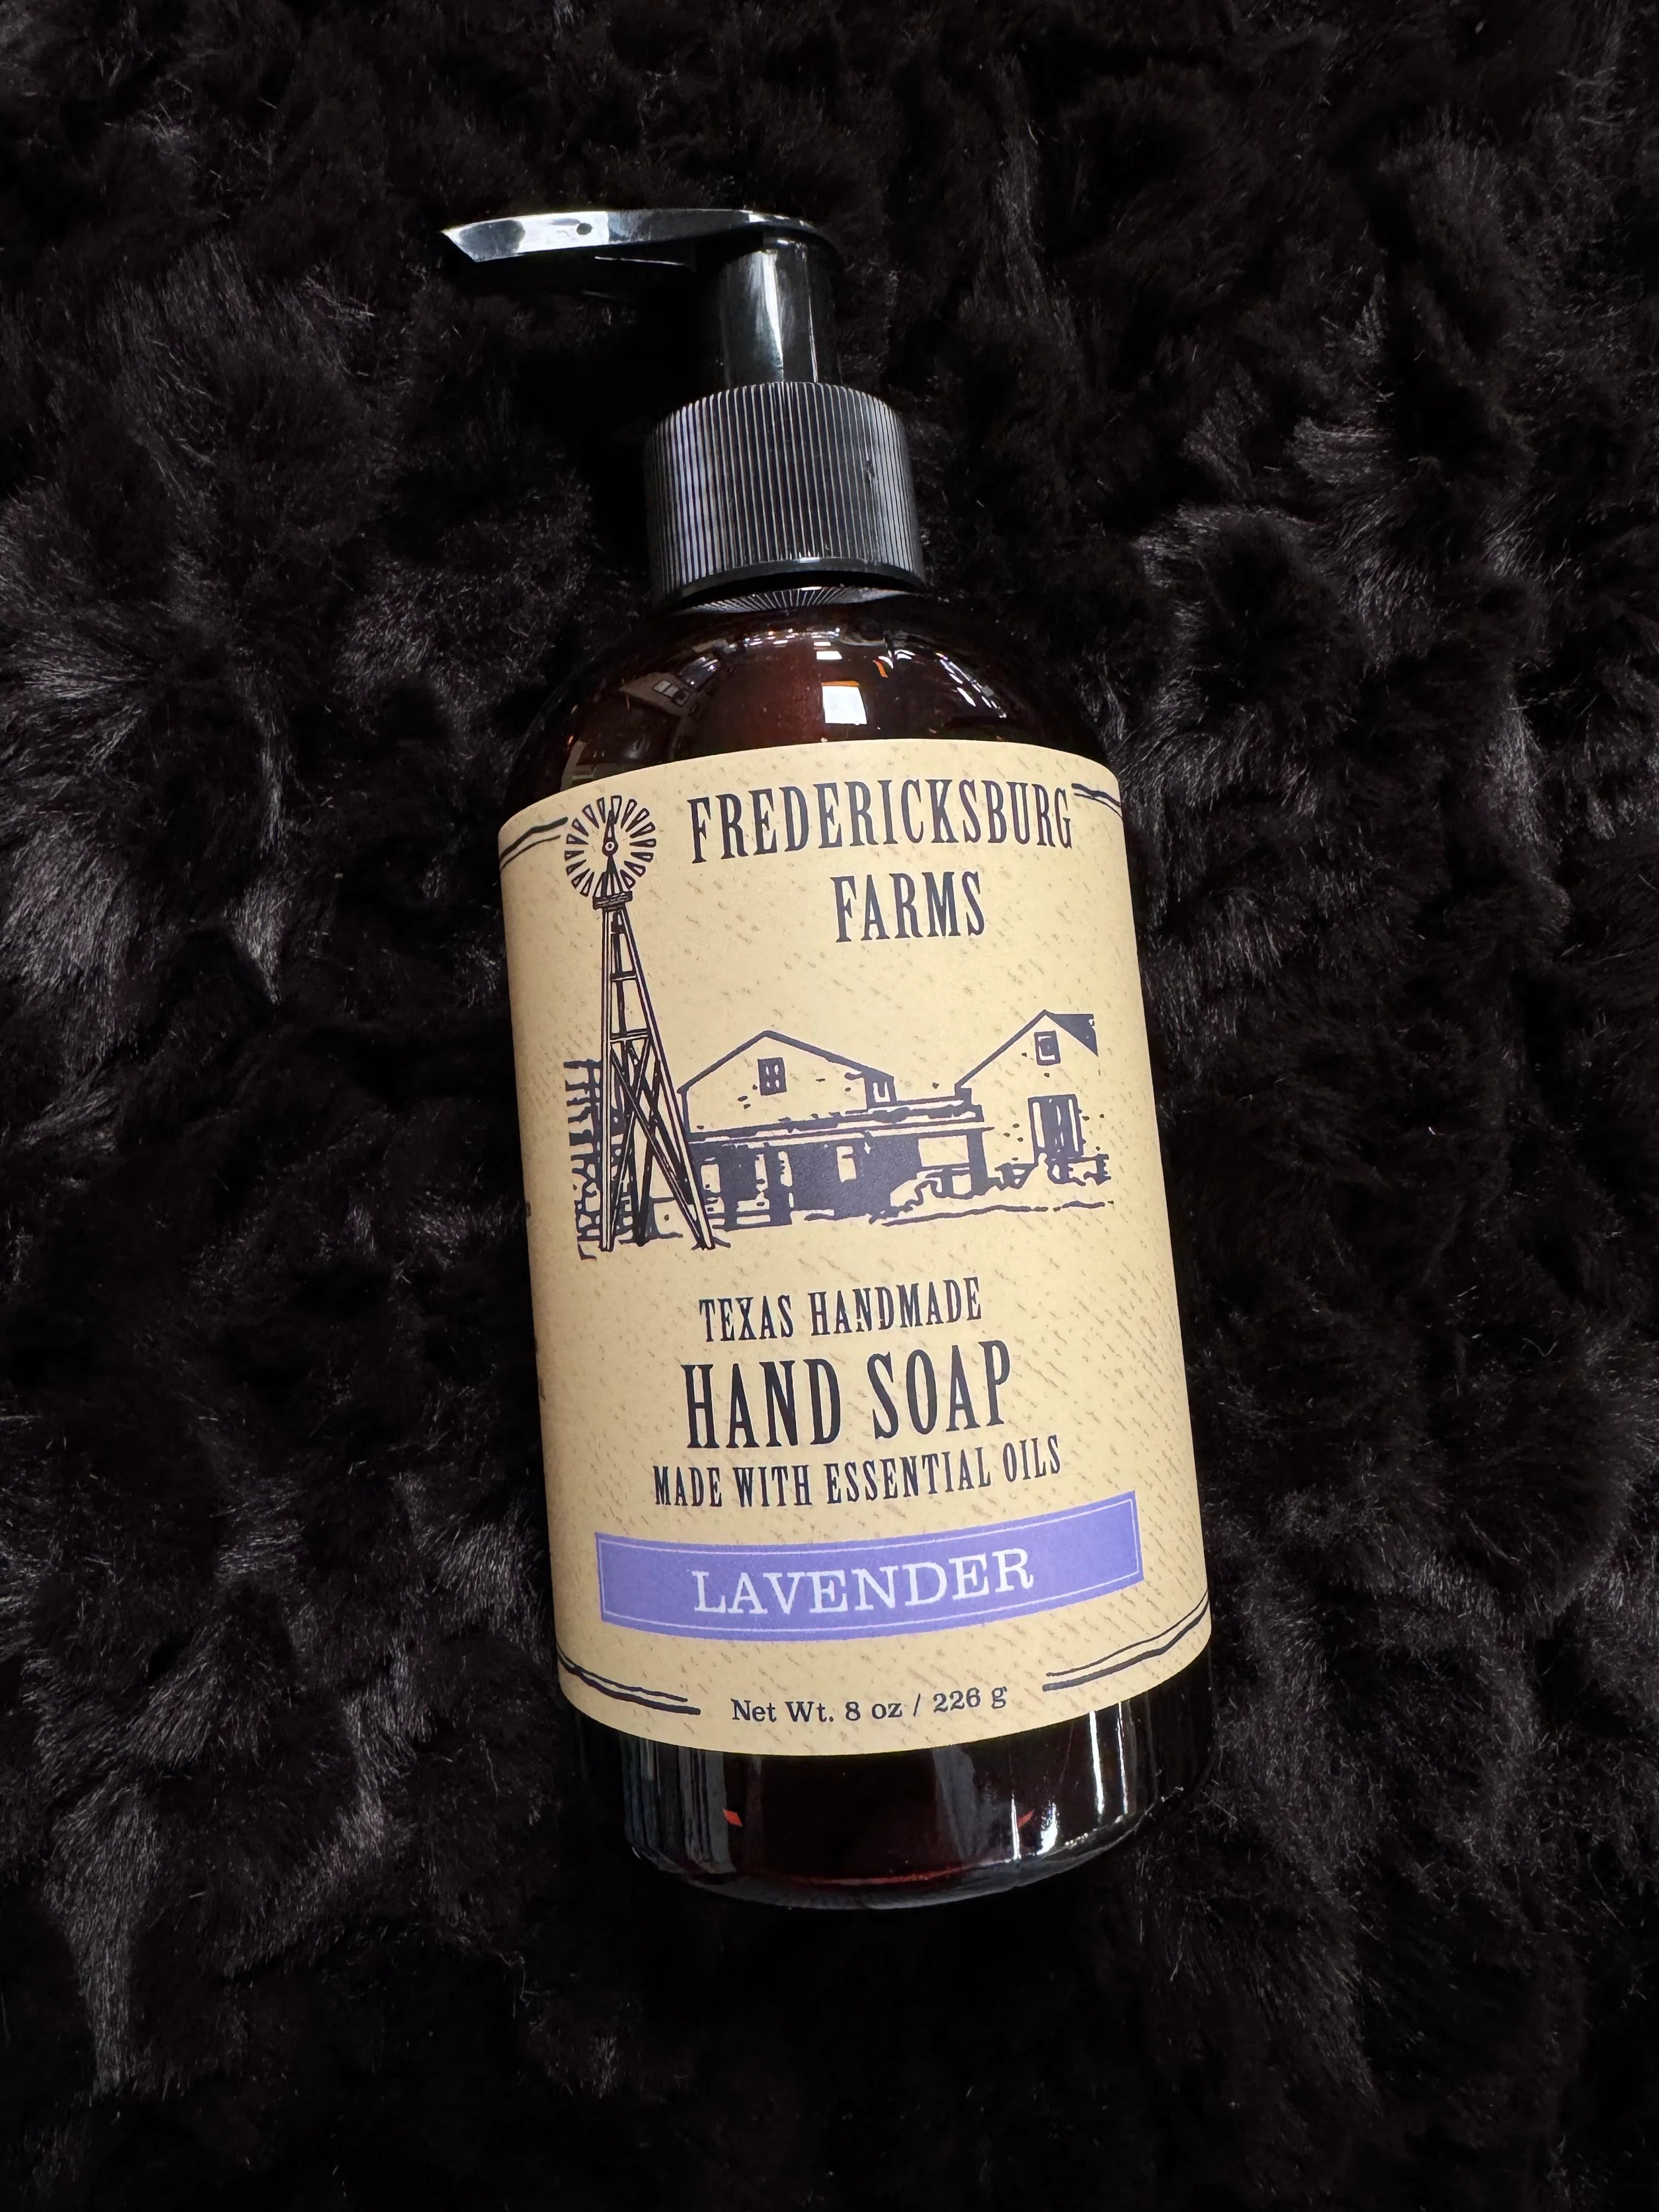 FREDERICKSBURG
FARMS
TEXAS HANDMADE
HAND SOAP
MADE WITH ESSENTIAL OILS
LAVENDER
Net Wt. 8 oz / 226 g